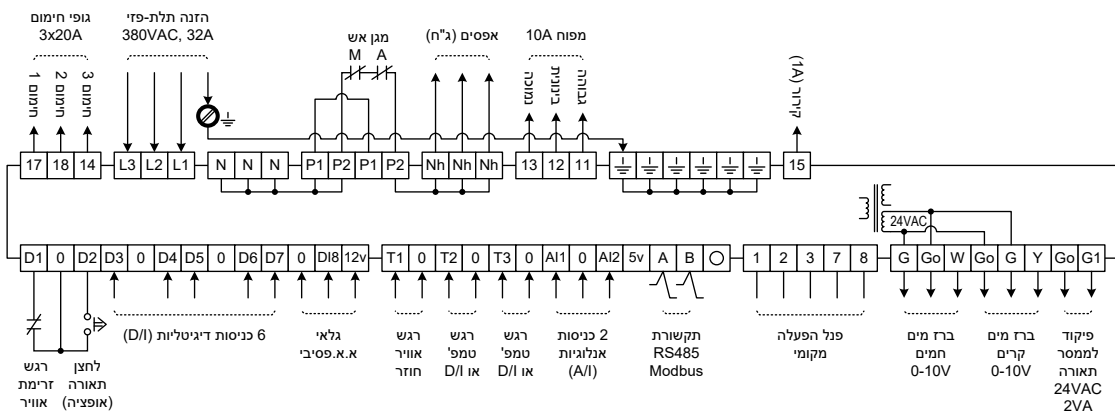 גופי חימום
3x20A
הזנה תלת-פזי
380VAC, 32A
מגן אש
M A
אפסים (ג"ח)
מפוח 10A
קירור (1A)
חימום 1
חימום 2
חימום 3
נמוכה
בינונית
גבוהה
17 18 14
L3 L2 L1
N N N
P1 P2 P1 P2
Nh Nh Nh
13 12 11
15
24VAC
D1 0 D2 D3 0 D4 D5 0 D6 D7 0 DI8 12v
T1 0 T2 0 T3 0 AI1 0 AI2 5v A B
1 2 3 7 8
G Go W Go G Y Go G1
רגש
זרימת
אוויר
לחצן
תאורה
(אופציה)
6 כניסות דיגיטליות (D/I)
גלאי
א.א.פסיבי
רגש
אוויר
חוזר
רגש
טמפ'
או D/I
רגש
טמפ'
או D/I
2 כניסות
אנלוגיות
(A/I)
תקשורת
RS485
Modbus
פנל הפעלה
מקומי
ברז מים
חמים
0-10V
ברז מים
קרים
0-10V
פיקוד
לממסר
תאורה
24VAC
2VA